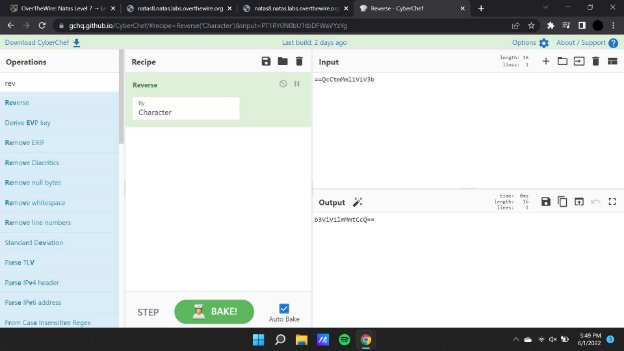 OverTheWire: Natas Level 7 — Le
natas8.natas.labs.overthewire.org
natas8.natas.labs.overthewire.or
Reverse - CyberChef
gchq.github.io/CyberChef/#recipe=Reverse('Character')&input=PT1RY0N0bU1tbDFWaVYzYg
Download CyberChef
Last build: 2 days ago
Options
About / Support
Operations
Recipe
Input
length: 16
lines: 1
rev
Reverse
==QcCtmMml1ViV3b
Reverse
By
Character
Derive EVP key
Remove EXIF
Remove Diacritics
Remove null bytes
Remove whitespace
Remove line numbers
Output
time: 0ms
length: 16
lines: 1
b3ViV1lmMmtCcQ==
Standard Deviation
Parse TLV
Parse IPv4 header
Parse IPv6 address
From Case Insensitive Regex
STEP
BAKE!
Auto Bake
5:49 PM
6/1/2022